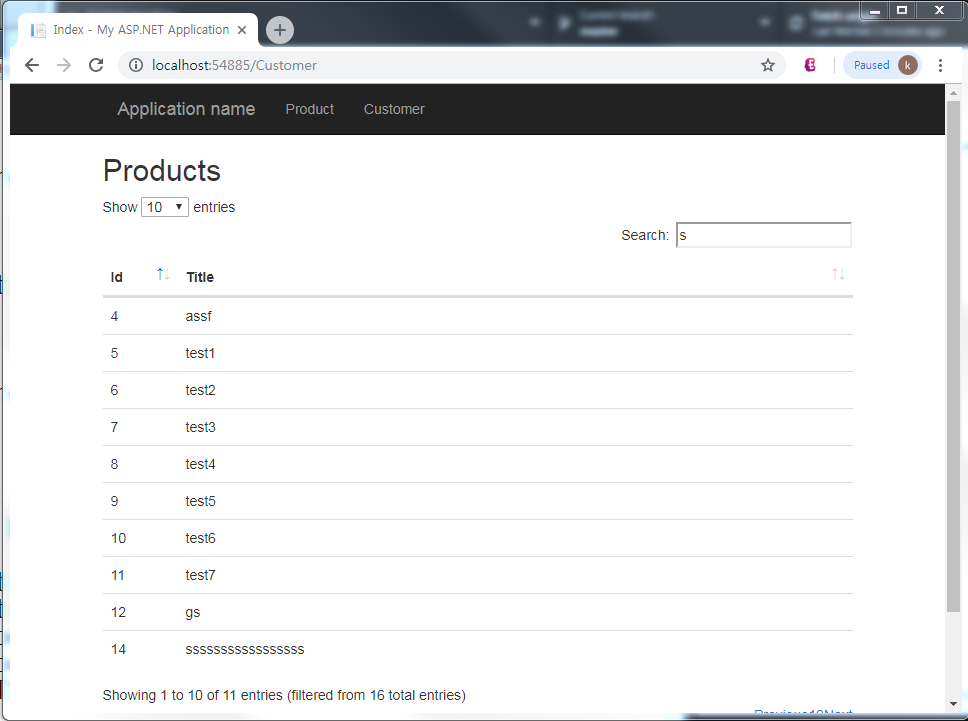 Index - My ASP.NET Application
localhost:54885/Customer
Paused k
Application name Product Customer
Products
Show 10 entries
Search: s
Id Title
4 assf
5 test1
6 test2
7 test3
8 test4
9 test5
10 test6
11 test7
12 gs
14 sssssssssssssssss
Showing 1 to 10 of 11 entries (filtered from 16 total entries)